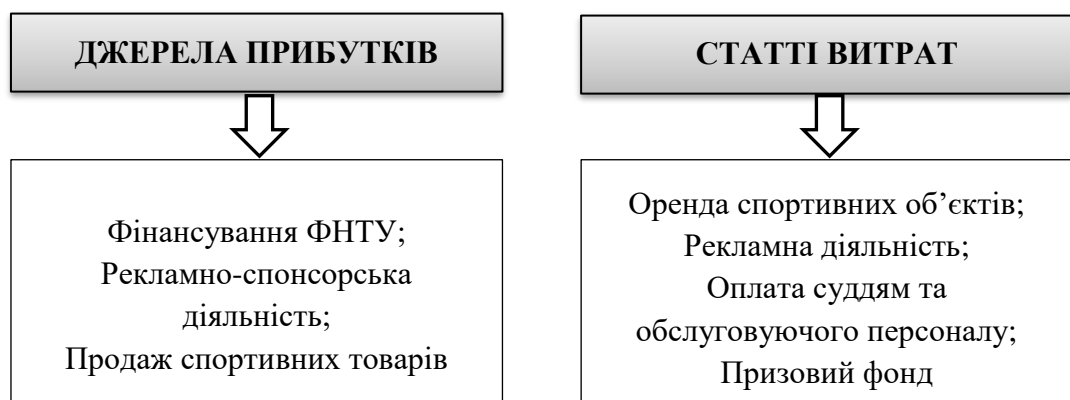 ДЖЕРЕЛА ПРИБУТКІВ
Фінансування ФНТУ;
Рекламно-спонсорська
діяльність;
Продаж спортивних товарів
СТАТТІ ВИТРАТ
Оренда спортивних об’єктів;
Рекламна діяльність;
Оплата суддям та
обслуговуючого персоналу;
Призовий фонд